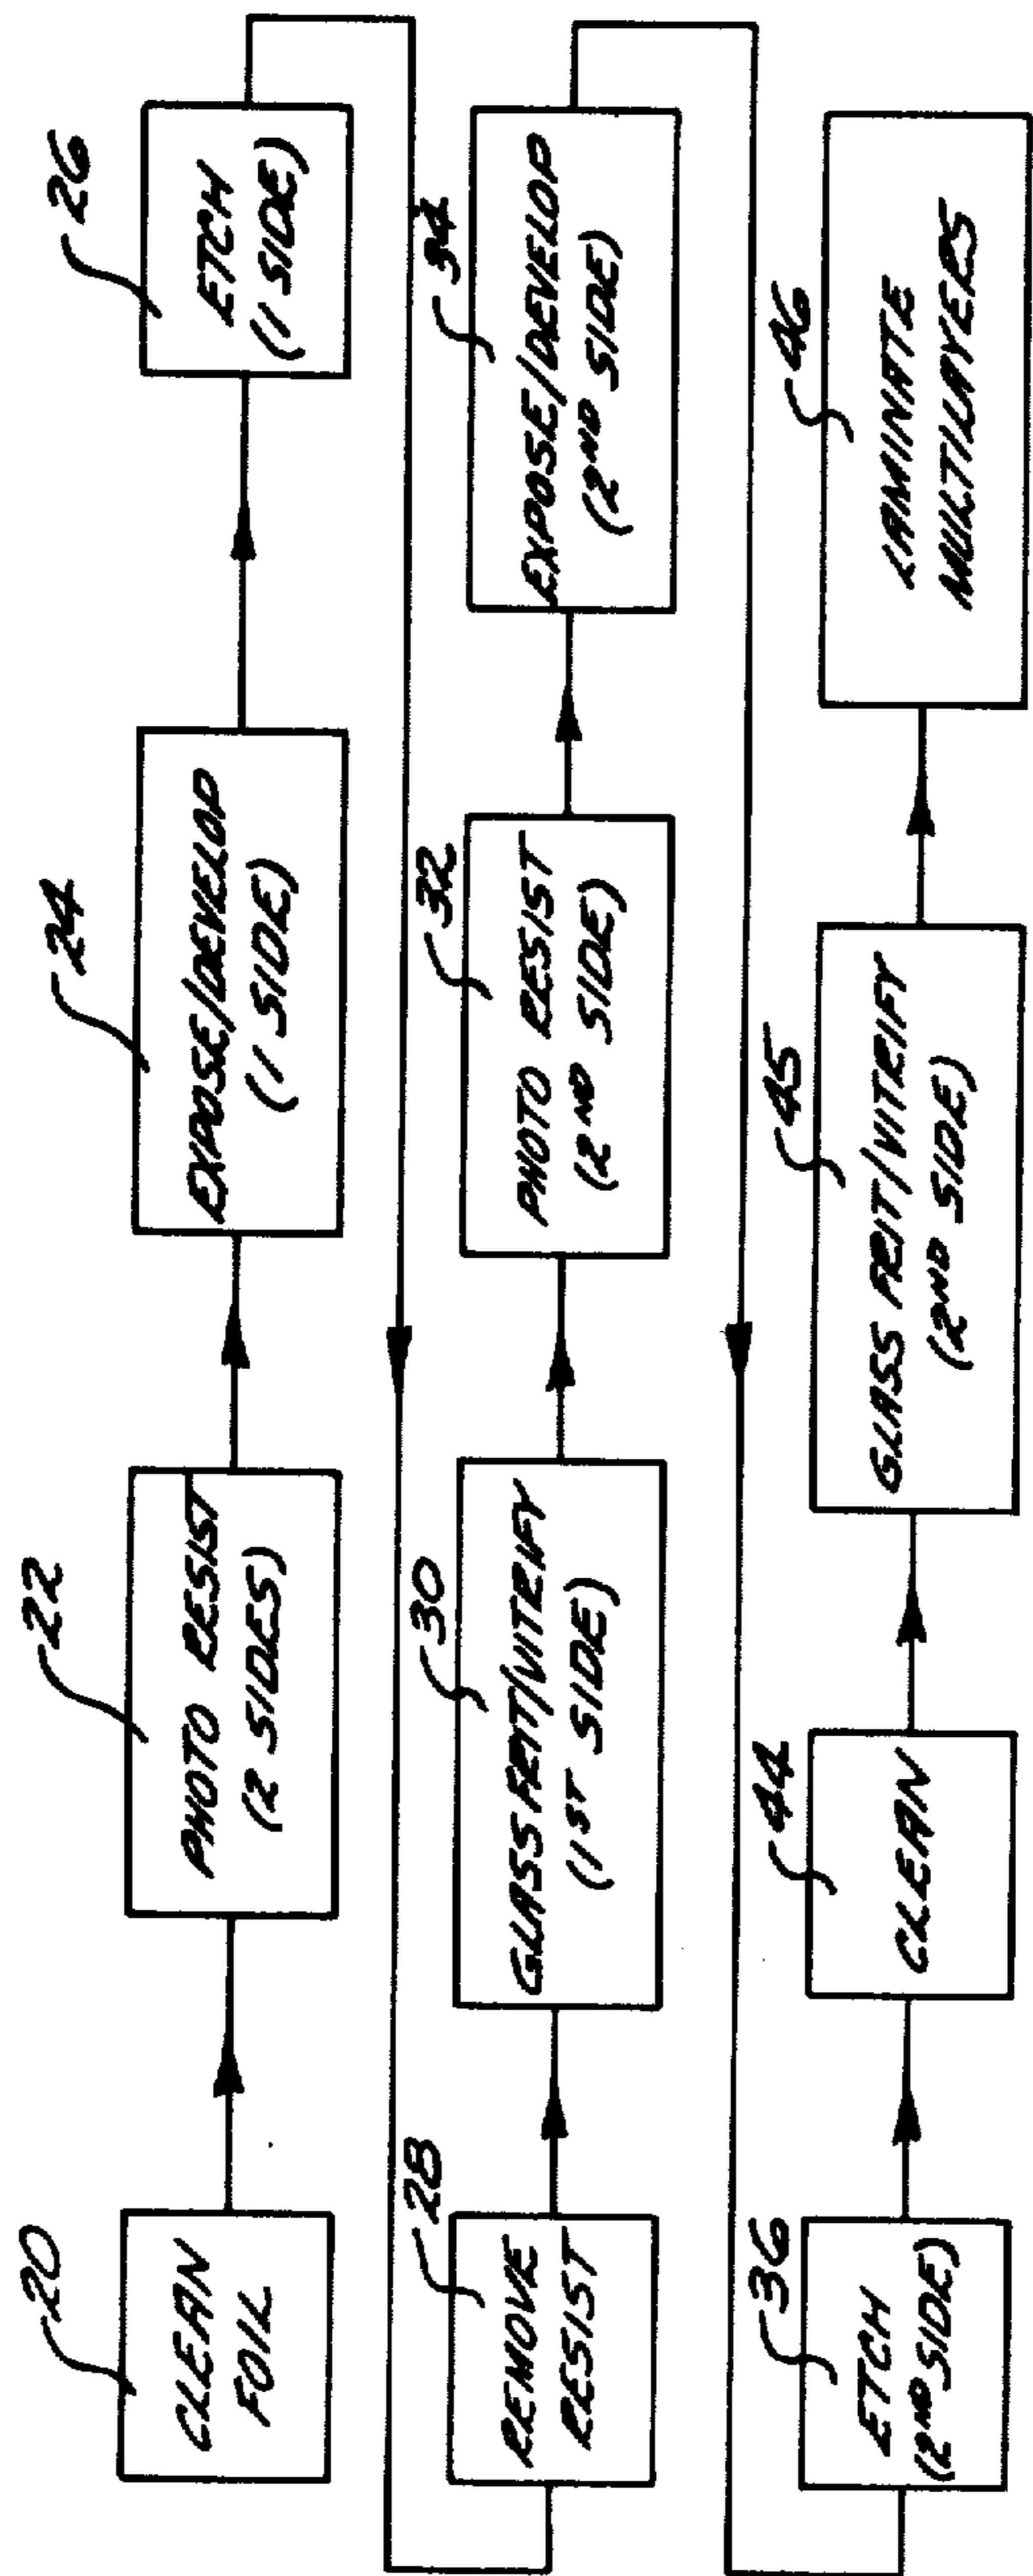 20
CLEAN
FOIL
22
PHOTO RESIST
(2 SIDES)
24
EXPOSE/DEVELOP
(1 SIDE)
26
ETCH
(1 SIDE)
28
REMOVE
RESIST
30
GLASS FRIT/VITRIFY
(1ST SIDE)
32
PHOTO RESIST
(2ND SIDE)
34
EXPOSE/DEVELOP
(2ND SIDE)
36
ETCH
(2ND SIDE)
44
CLEAN
45
GLASS FRIT/VITRIFY
(2ND SIDE)
46
LAMINATE
MULTILAYERS